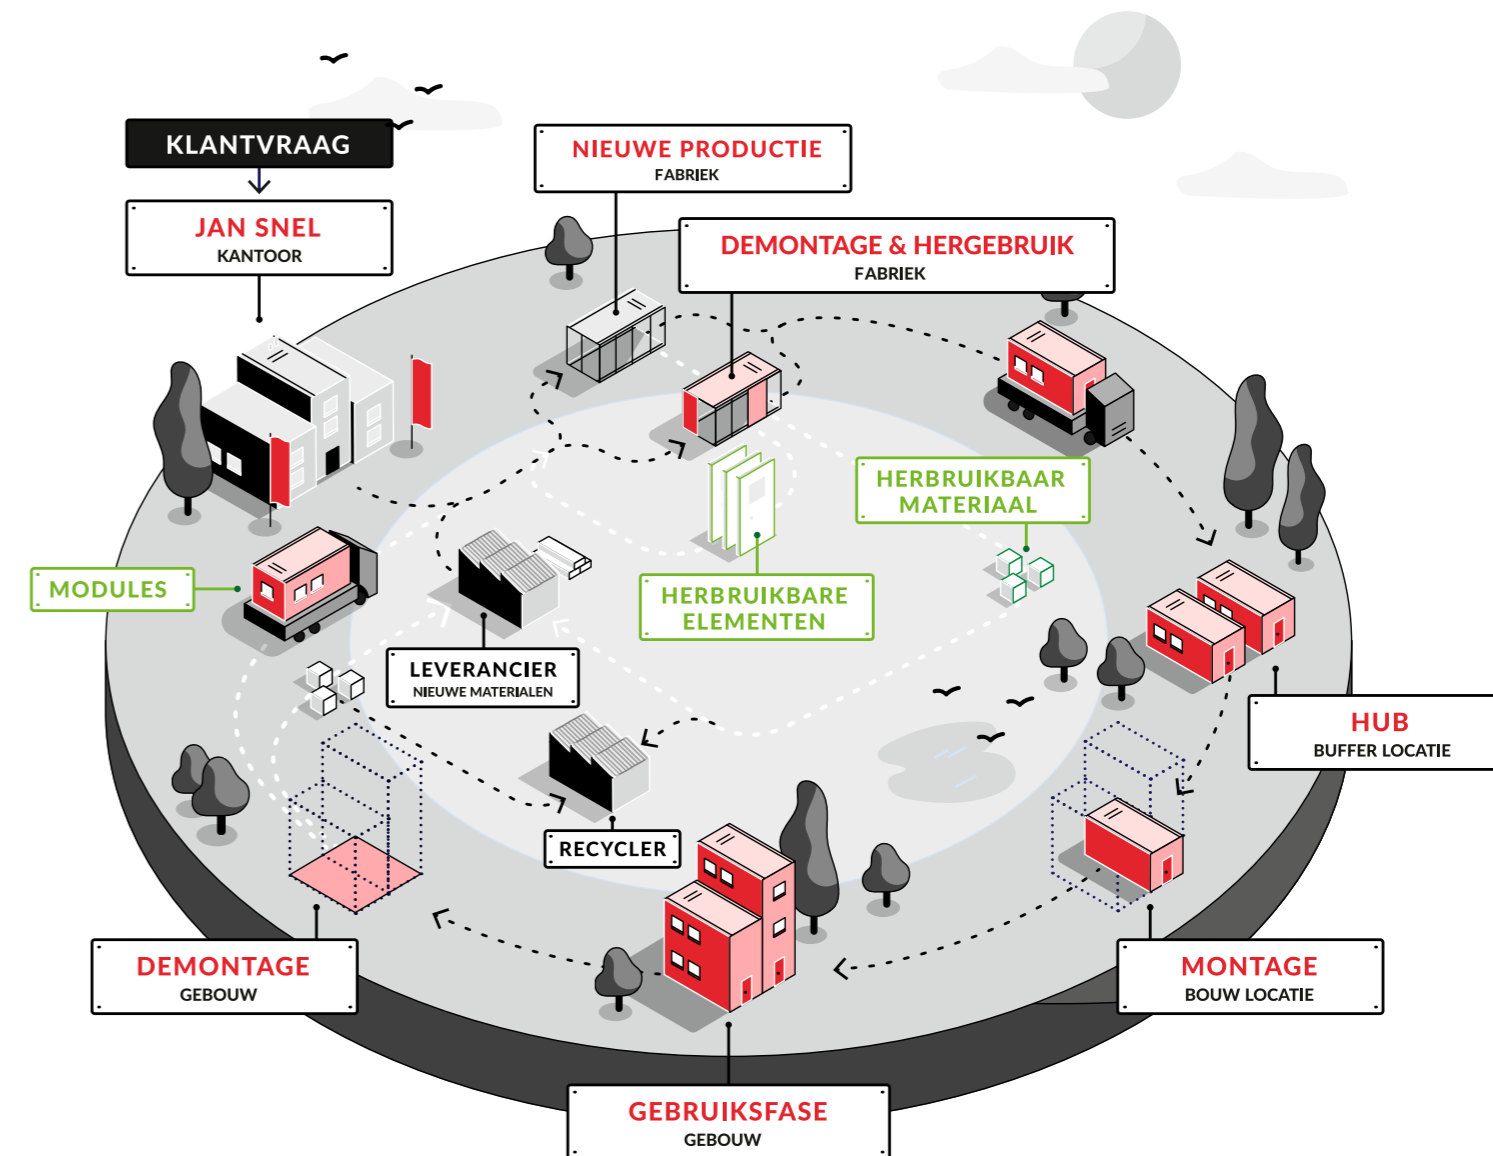 KLANTVRAAG
JAN SNEL
KANTOOR
NIEUWE PRODUCTIE
FABRIEK
DEMONTAGE & HERGEBRUIK
FABRIEK
HERBRUIKBAAR
MATERIAAL
MODULES
HERBRUIKBARE
ELEMENTEN
LEVERANCIER
NIEUWE MATERIALEN
HUB
BUFFER LOCATIE
RECYCLER
DEMONTAGE
GEBOUW
MONTAGE
BOUW LOCATIE
GEBRUIKSFASE
GEBOUW